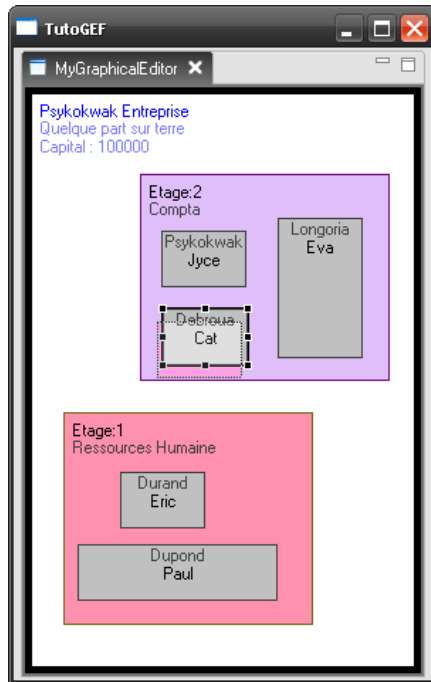 TutoGEF
MyGraphicalEditor
Psykokwak Entreprise
Quelque part sur terre
Capital : 100000
Etage:2
Compta
Psykokwak
Jyce
Longoria
Eva
Debroua
Cat
Etage:1
Ressources Humaine
Durand
Eric
Dupond
Paul